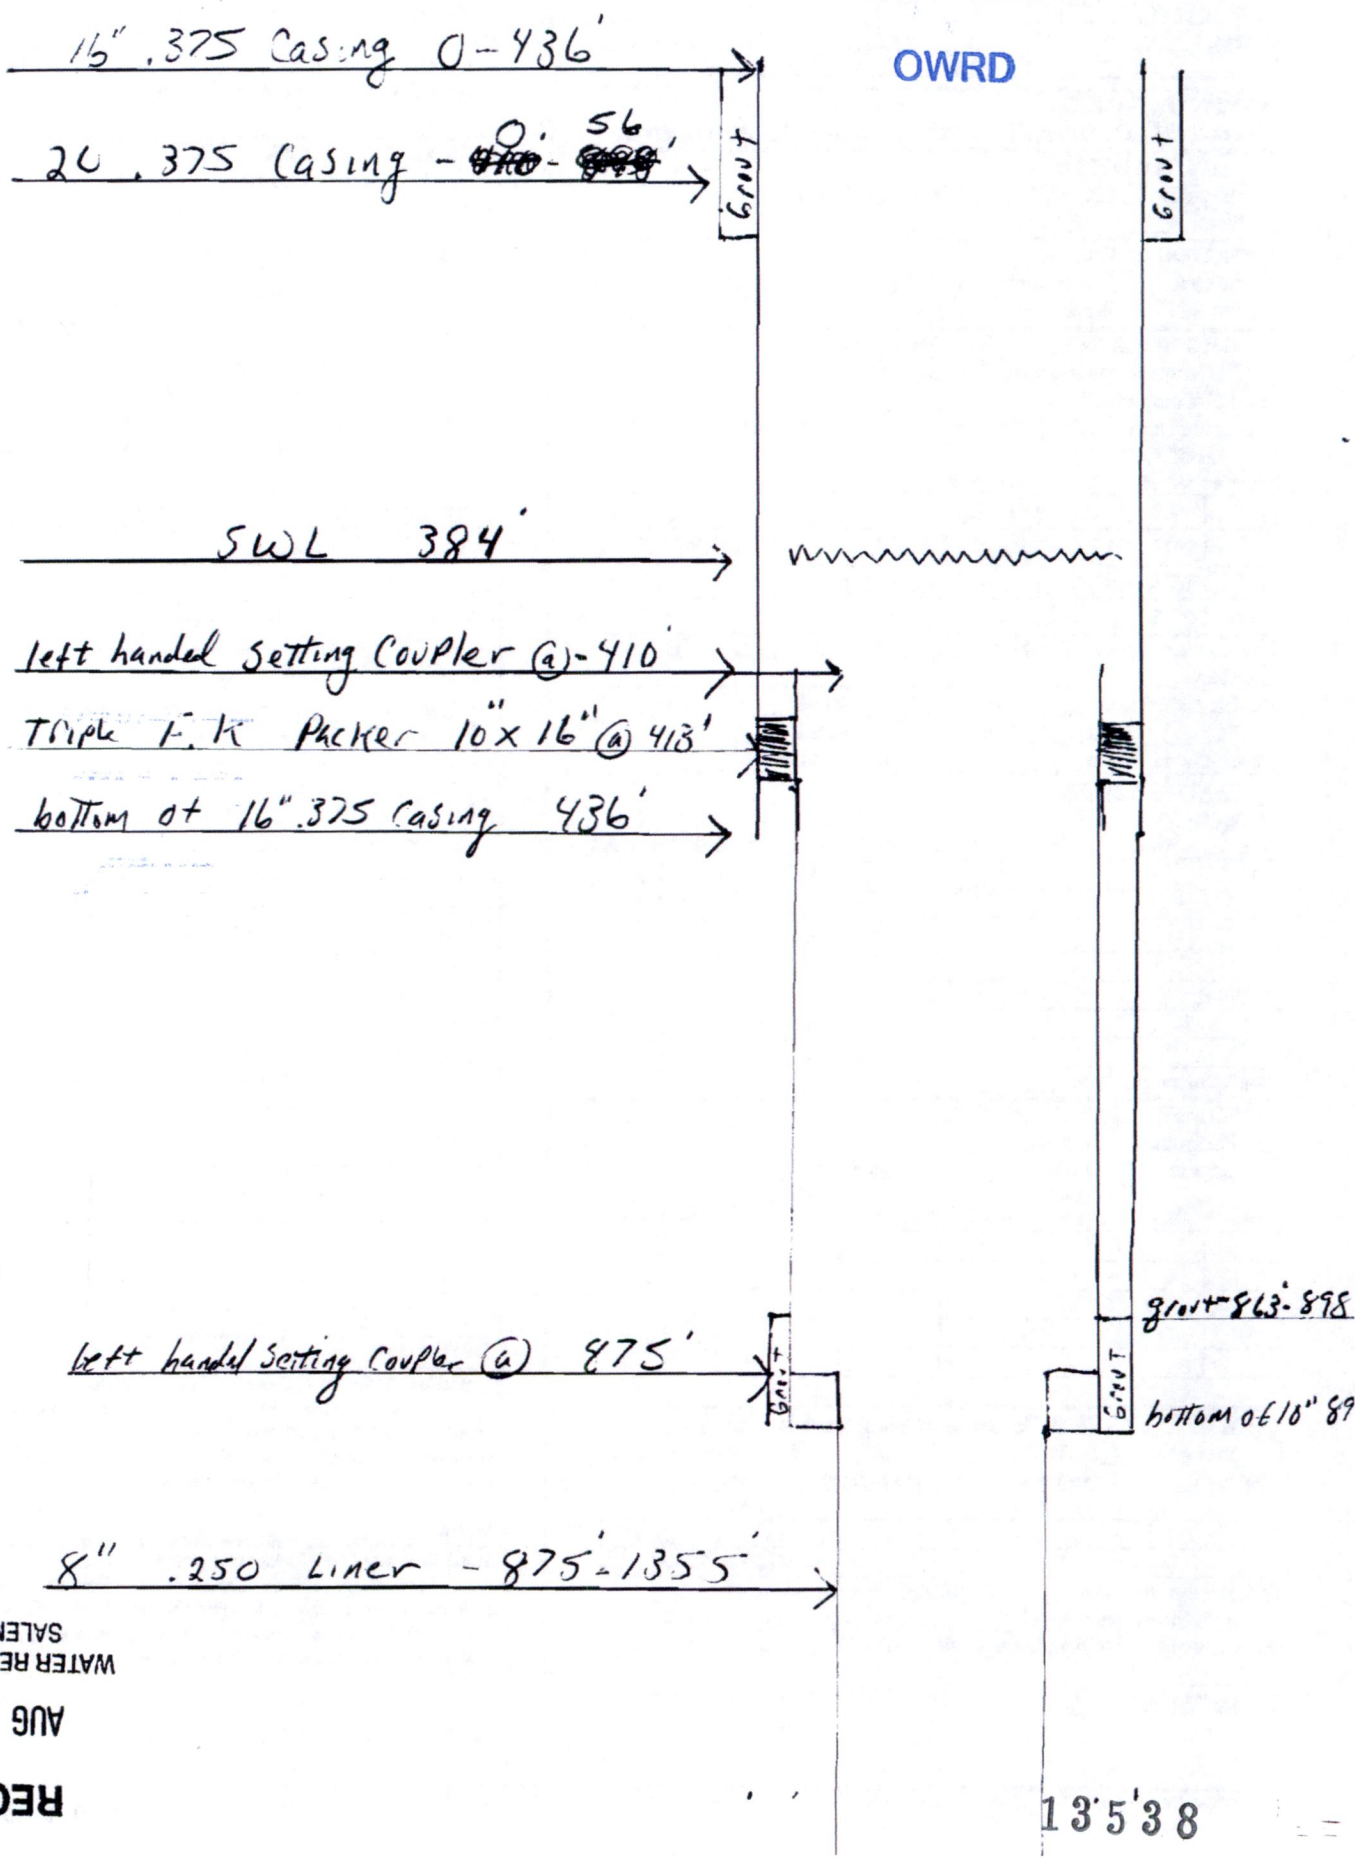 16" .375 Casing 0-436'
OWRD
20 .375 Casing - 0' - 56'
Grout
Grout
SWL 384'
left handed Setting Coupler @ - 410'
Triple F.K Packer 10" x 16" @ 413'
bottom of 16" .375 Casing 436'
grout - 863'- 898
left handed Setting Coupler @ 875'
Grout
Grout
bottom of 10" 89
8" .250 Liner - 875'-1355'
SALEM
WATER RE
AUG
REC
13538